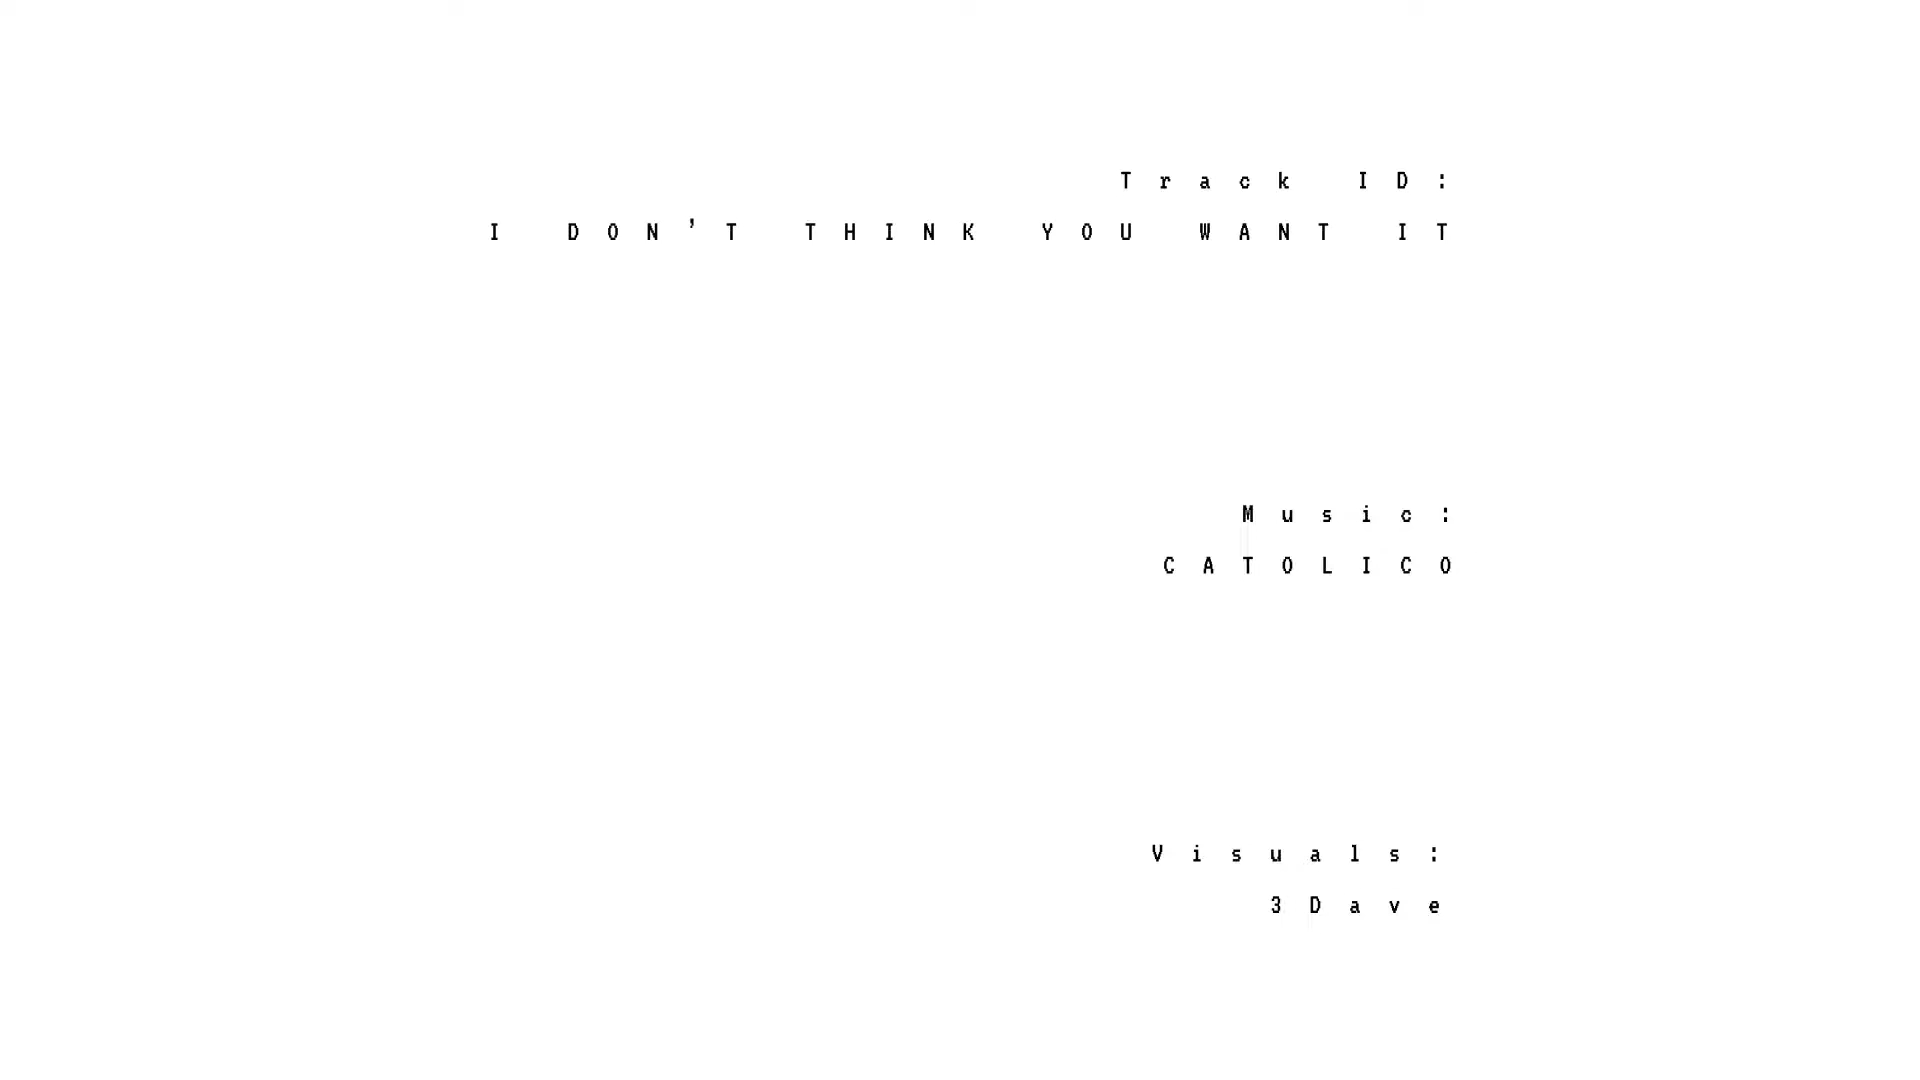 Track ID:
I DON'T THINK YOU WANT IT
Music:
CATOLICO
Visuals:
3Dave